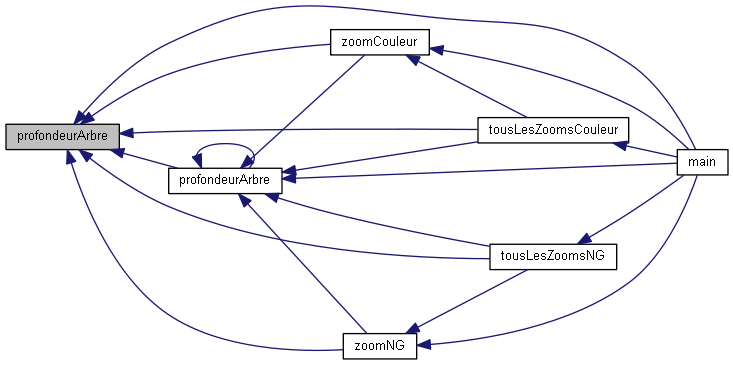 zoomCouleur
profondeurArbre
tousLesZoomsCouleur
main
profondeurArbre
tousLesZoomsNG
zoomNG